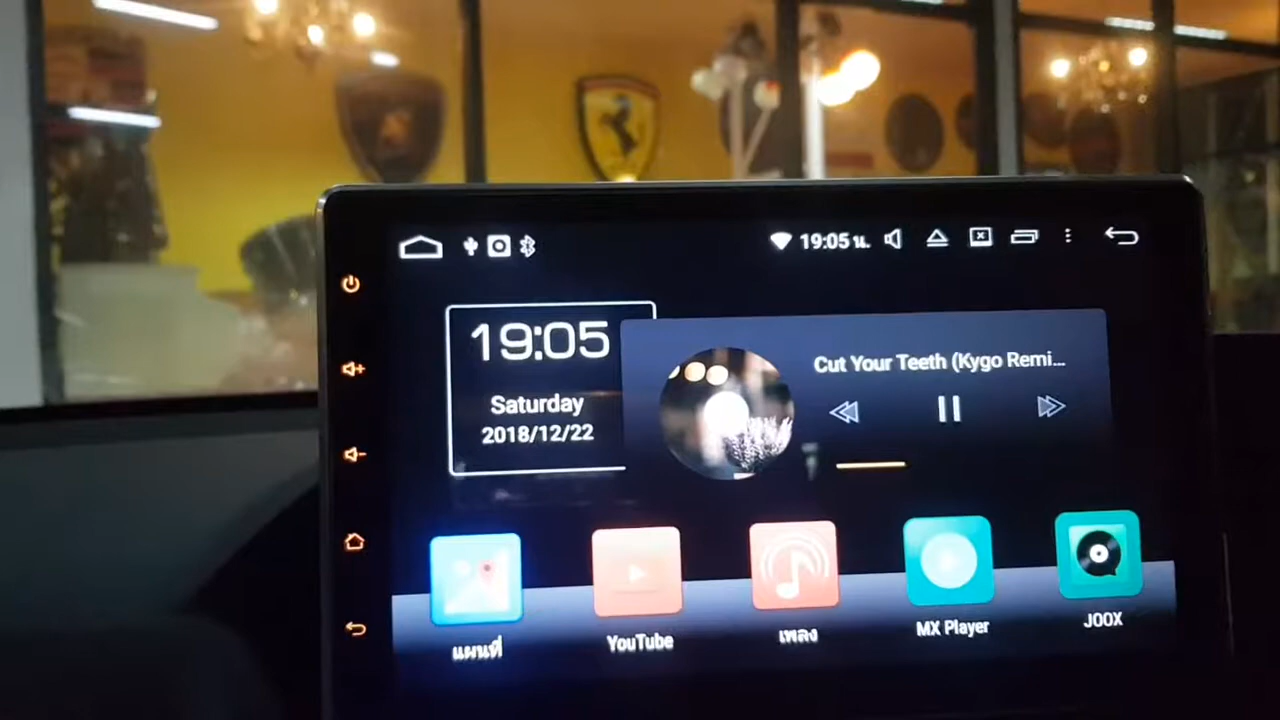 19:05 น.
19:05
Saturday
2018/12/22
Cut Your Teeth (Kygo Remi...
แผนที่
YouTube
เพลง
MX Player
JOOX